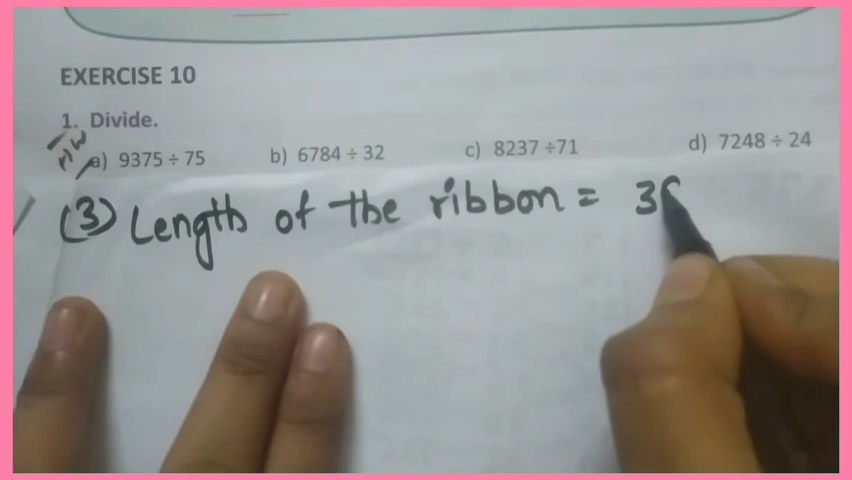 EXERCISE 10
1. Divide.
H/W
a) 9375 ÷ 75 b) 6784 ÷ 32 c) 8237 ÷71 d) 7248 ÷ 24
(3) Length of the ribbon = 3